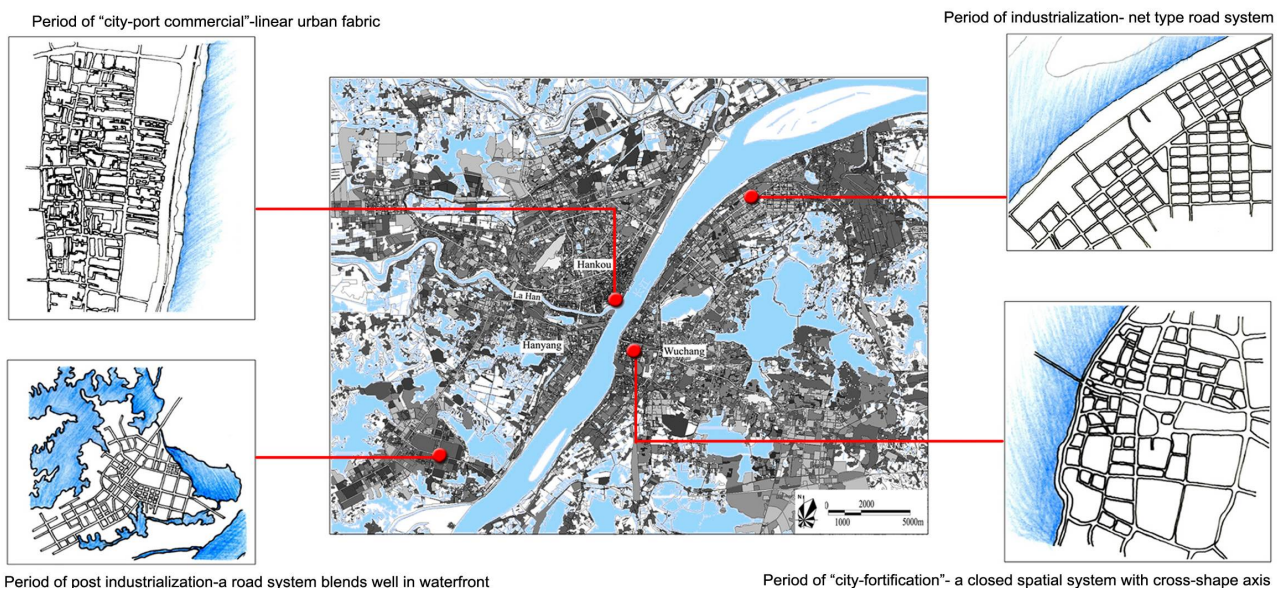 Period of “city-port commercial”-linear urban fabric
Period of industrialization- net type road system
Hankou
La Han
Hanyang
Wuchang
N
0 2000
1000 5000m
Period of post industrialization-a road system blends well in waterfront
Period of “city-fortification”- a closed spatial system with cross-shape axis